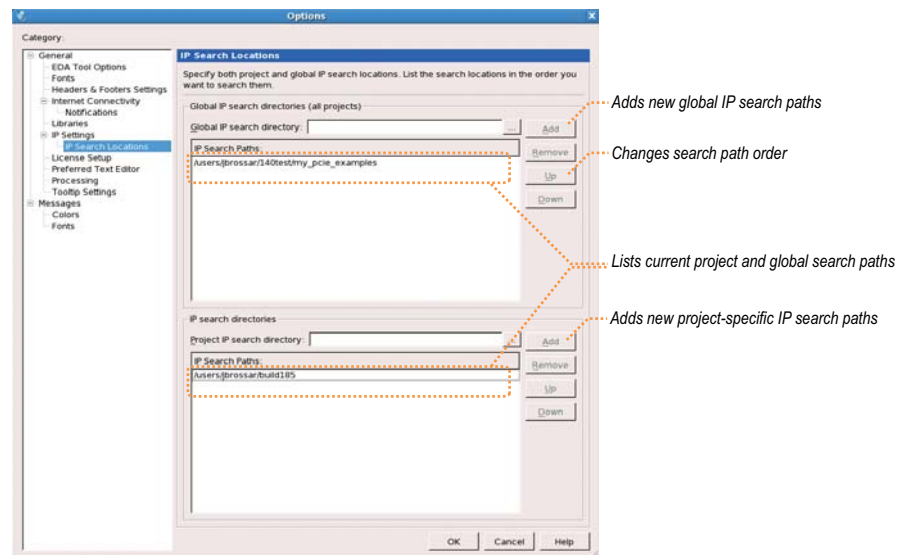 Options
Category:
General
EDA Tool Options
Fonts
Headers & Footers Settings
Internet Connectivity
Notifications
Libraries
IP Settings
IP Search Locations
License Setup
Preferred Text Editor
Processing
Tooltip Settings
Messages
Colors
Fonts
IP Search Locations
Specify both project and global IP search locations. List the search locations in the order you
want to search them.
Global IP search directories (all projects)
Global IP search directory:
...
Add
IP Search Paths:
/users/jbrossar/140test/my_pcie_examples
Remove
Up
Down
IP search directories
Project IP search directory:
...
Add
IP Search Paths:
/users/jbrossar/build185
Remove
Up
Down
OK
Cancel
Help
Adds new global IP search paths
Changes search path order
Lists current project and global search paths
Adds new project-specific IP search paths